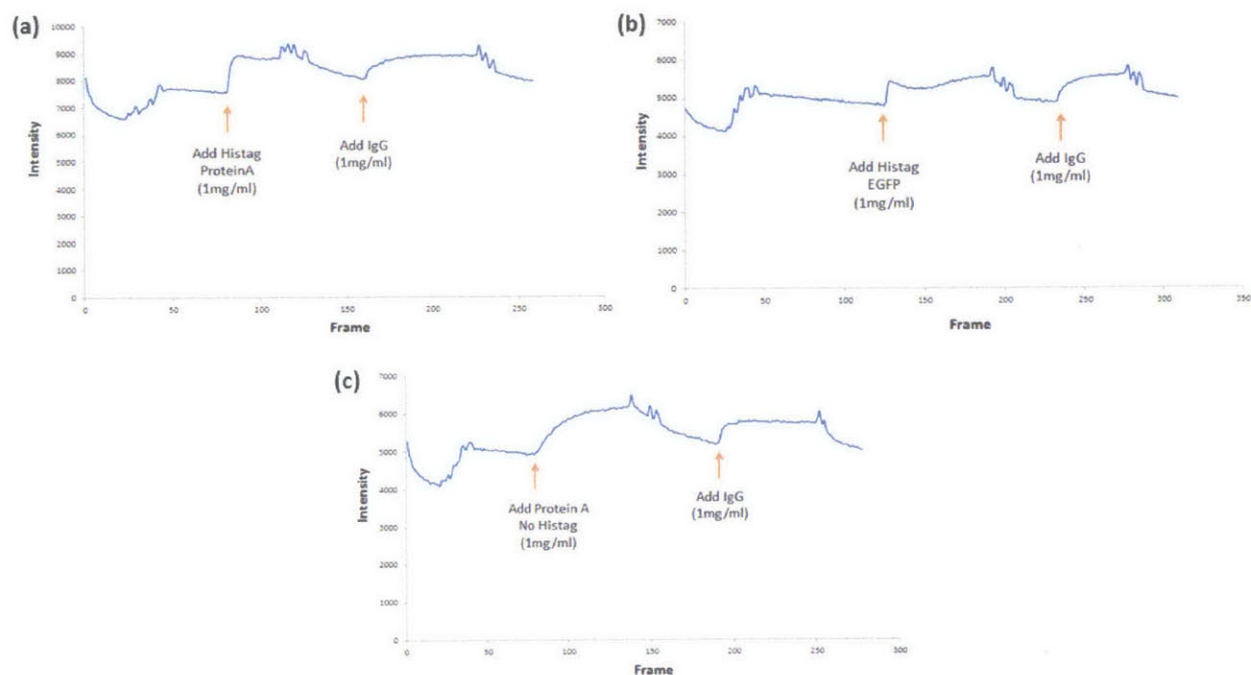 (a)
10000
9000
8000
7000
6000
5000
4000
3000
2000
1000
0
Intensity
Add Histag
ProteinA
(1mg/ml)
Add IgG
(1mg/ml)
0
50
100
150
200
250
300
Frame
(b)
7000
6000
5000
4000
3000
2000
1000
0
Intensity
Add Histag
EGFP
(1mg/ml)
Add IgG
(1mg/ml)
0
50
100
150
200
250
300
350
Frame
(c)
7000
6000
5000
4000
3000
2000
1000
0
Intensity
Add Protein A
No Histag
(1mg/ml)
Add IgG
(1mg/ml)
0
50
100
150
200
250
300
Frame